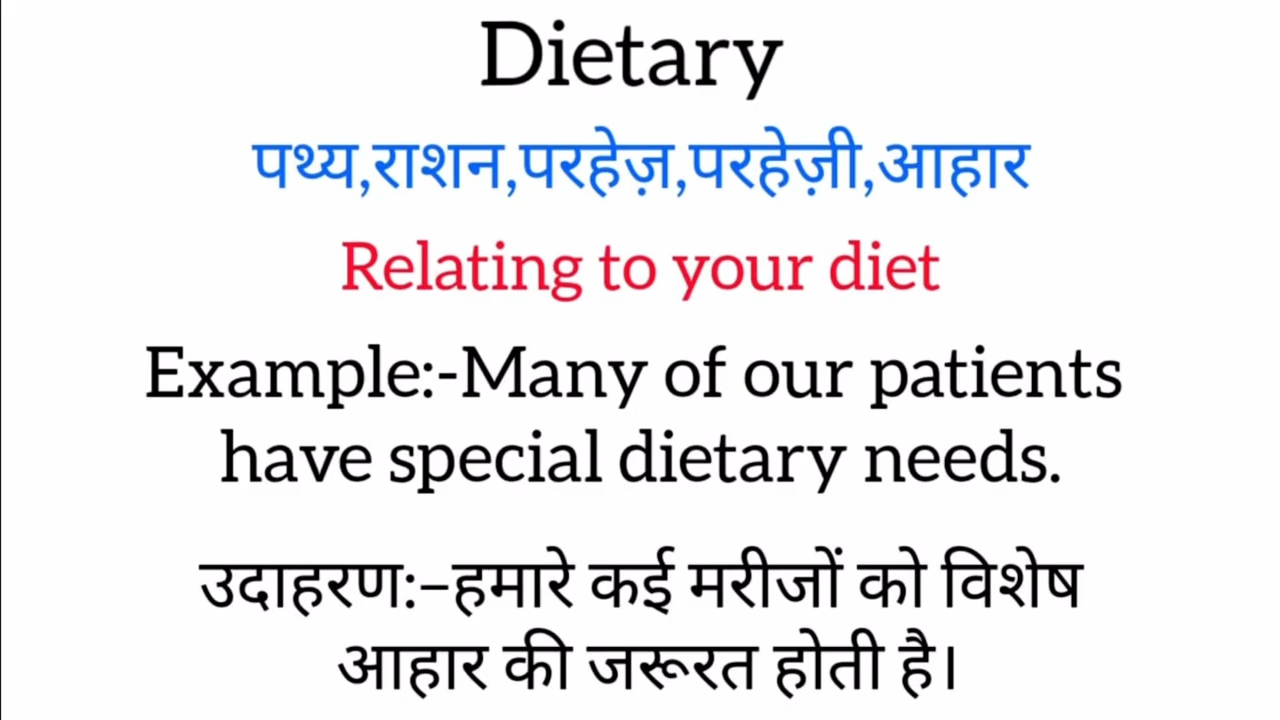 Dietary
पथ्य,राशन,परहेज़,परहेज़ी,आहार
Relating to your diet
Example:-Many of our patients
have special dietary needs.
उदाहरण:–हमारे कई मरीजों को विशेष
आहार की जरूरत होती है।